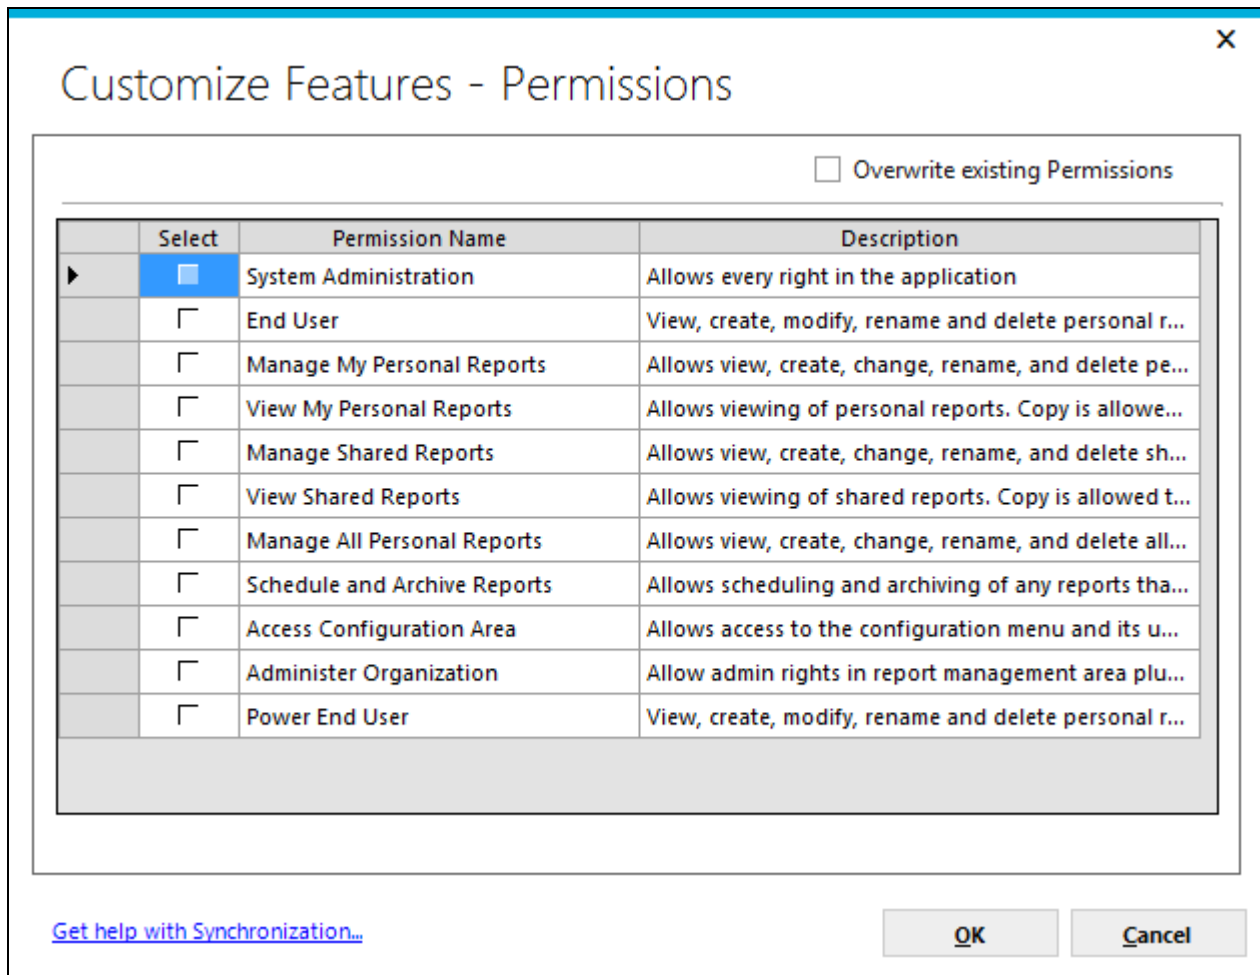 Customize Features - Permissions
Overwrite existing Permissions
Select Permission Name Description
System Administration Allows every right in the application
End User View, create, modify, rename and delete personal r...
Manage My Personal Reports Allows view, create, change, rename, and delete pe...
View My Personal Reports Allows viewing of personal reports. Copy is allowe...
Manage Shared Reports Allows view, create, change, rename, and delete sh...
View Shared Reports Allows viewing of shared reports. Copy is allowed t...
Manage All Personal Reports Allows view, create, change, rename, and delete all...
Schedule and Archive Reports Allows scheduling and archiving of any reports tha...
Access Configuration Area Allows access to the configuration menu and its u...
Administer Organization Allow admin rights in report management area plu...
Power End User View, create, modify, rename and delete personal r...
Get help with Synchronization... OK Cancel